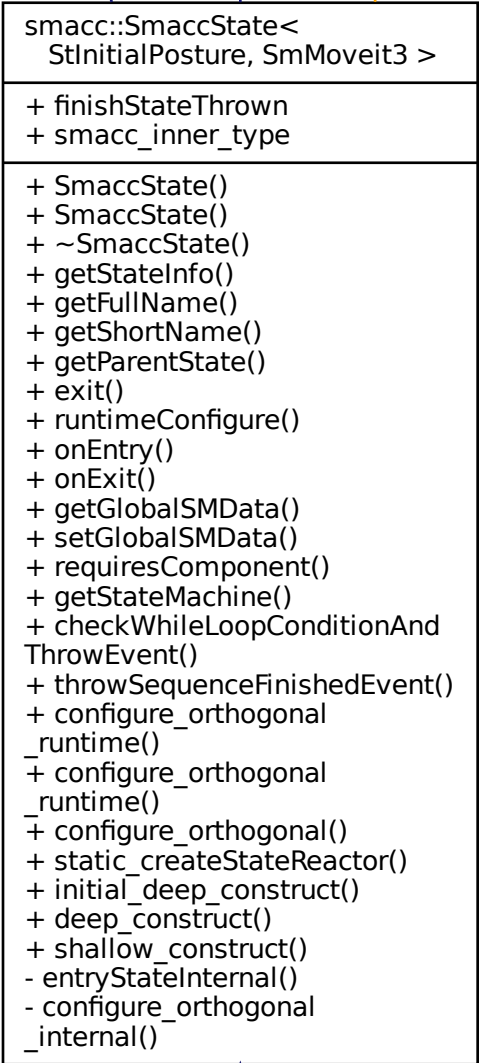 smacc::SmaccState<
StInitialPosture, SmMoveit3 >
+ finishStateThrown
+ smacc_inner_type
+ SmaccState()
+ SmaccState()
+ ~SmaccState()
+ getStateInfo()
+ getFullName()
+ getShortName()
+ getParentState()
+ exit()
+ runtimeConfigure()
+ onEntry()
+ onExit()
+ getGlobalSMData()
+ setGlobalSMData()
+ requiresComponent()
+ getStateMachine()
+ checkWhileLoopConditionAnd
ThrowEvent()
+ throwSequenceFinishedEvent()
+ configure_orthogonal
_runtime()
+ configure_orthogonal
_runtime()
+ configure_orthogonal()
+ static_createStateReactor()
+ initial_deep_construct()
+ deep_construct()
+ shallow_construct()
- entryStateInternal()
- configure_orthogonal
_internal()